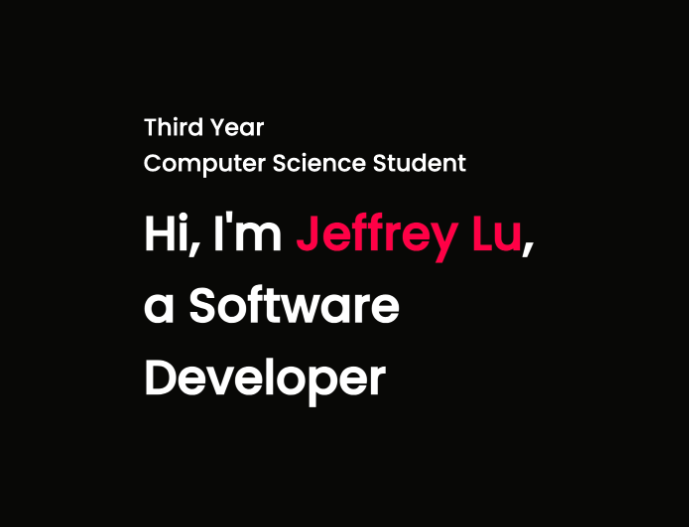 Third Year
Computer Science Student
Hi, I'm Jeffrey Lu,
a Software
Developer